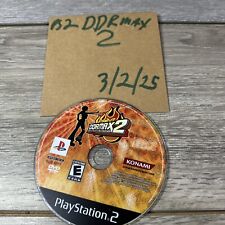 B2 DDRMAX
2
3/2/25
DDRMAX2
KONAMI
E
PlayStation 2